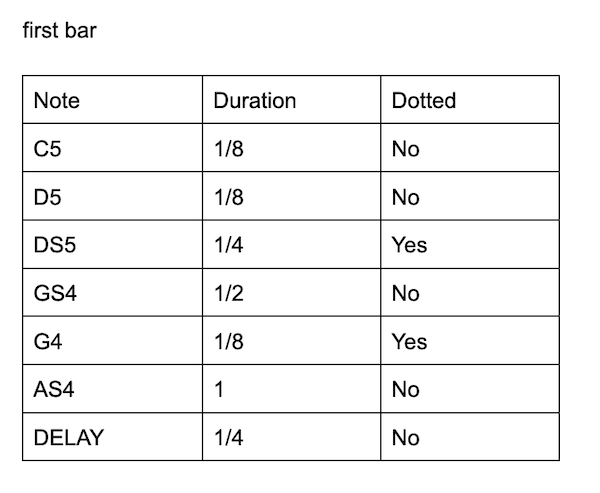 first bar
Note Duration Dotted
C5 1/8 No
D5 1/8 No
DS5 1/4 Yes
GS4 1/2 No
G4 1/8 Yes
AS4 1 No
DELAY 1/4 No